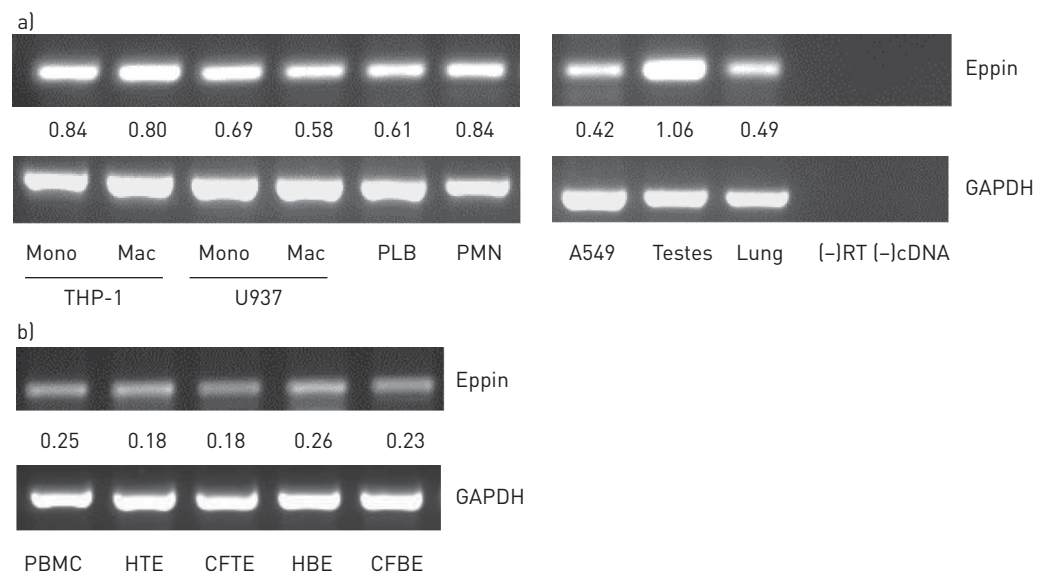 a)
Eppin
0.84 0.80 0.69 0.58 0.61 0.84 0.42 1.06 0.49
GAPDH
Mono Mac Mono Mac PLB PMN A549 Testes Lung (–)RT (–)cDNA
THP-1 U937
b)
Eppin
0.25 0.18 0.18 0.26 0.23
GAPDH
PBMC HTE CFTE HBE CFBE